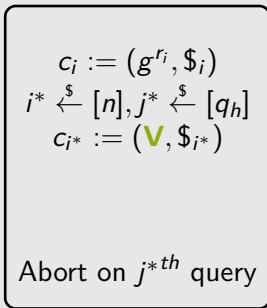 cᵢ := (g^{rᵢ}, $ᵢ)
i* ←$ [n], j* ←$ [q_h]
c_{i*} := (V, $_{i*})
Abort on j*^{th} query